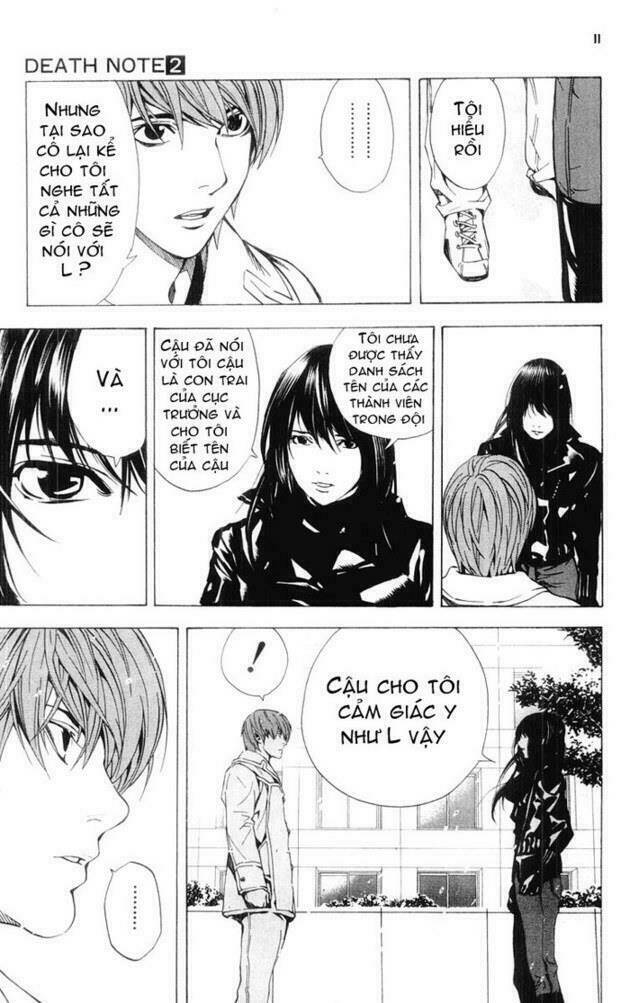 11
DEATH NOTE 2
TÔI
HIỂU
RỒI
NHƯNG
TẠI SAO
CÔ LẠI KỂ
CHO TÔI
NGHE TẤT
CẢ NHỮNG
GÌ CÔ SẼ
NÓI VỚI
L?
TÔI CHƯA
ĐƯỢC THẤY
DANH SÁCH
TÊN CỦA CÁC
THÀNH VIÊN
TRONG ĐỘI
CẬU ĐÃ NÓI
VỚI TÔI CẬU
LÀ CON TRAI
CỦA CỤC
TRƯỞNG VÀ
CHO TÔI
BIẾT TÊN
CỦA CẬU
VÀ
...
CẬU CHO TÔI
CẢM GIÁC Y
NHƯ L VẬY
!